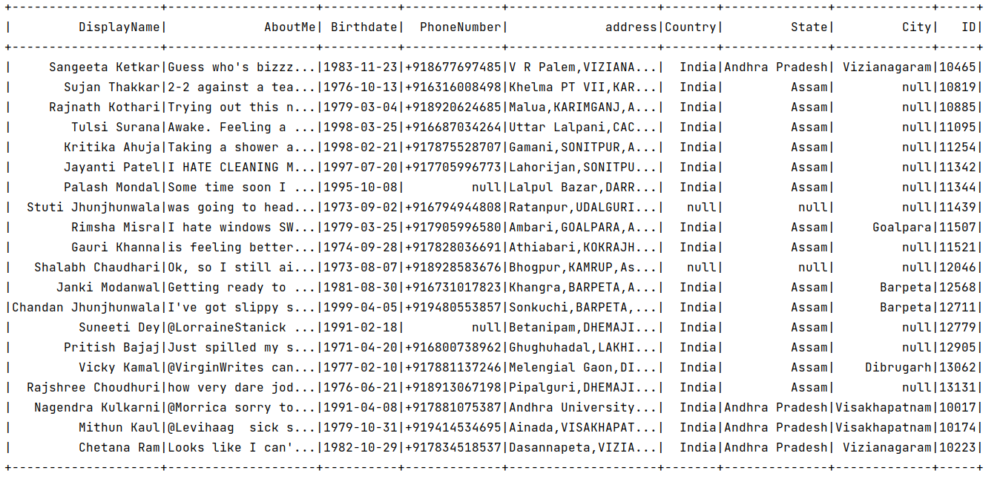 +--------------------+--------------------+----------+-------------+--------------------+-------+--------------+-------------+-----+
|         DisplayName|             AboutMe| Birthdate|  PhoneNumber|             address|Country|         State|         City|   ID|
+--------------------+--------------------+----------+-------------+--------------------+-------+--------------+-------------+-----+
|     Sangeeta Ketkar|Guess who's bizzz...|1983-11-23|+918677697485|V R Palem,VIZIANA...|  India|Andhra Pradesh| Vizianagaram|10465|
|       Sujan Thakkar|2-2 against a tea...|1976-10-13|+916316008498|Khelma PT VII,KAR...|  India|         Assam|         null|10819|
|     Rajnath Kothari|Trying out this n...|1979-03-04|+918920624685|Malua,KARIMGANJ,A...|  India|         Assam|         null|10885|
|        Tulsi Surana|Awake. Feeling a ...|1998-03-25|+916687034264|Uttar Lalpani,CAC...|  India|         Assam|         null|11095|
|       Kritika Ahuja|Taking a shower a...|1998-02-21|+917875528707|Gamani,SONITPUR,A...|  India|         Assam|         null|11254|
|       Jayanti Patel|I HATE CLEANING M...|1997-07-20|+917705996773|Lahorijan,SONITPU...|  India|         Assam|         null|11342|
|       Palash Mondal|Some time soon I ...|1995-10-08|         null|Lalpul Bazar,DARR...|  India|         Assam|         null|11344|
|  Stuti Jhunjhunwala|was going to head...|1973-09-02|+916794944808|Ratanpur,UDALGURI...|   null|          null|         null|11439|
|        Rimsha Misra|I hate windows SW...|1979-03-25|+917905996580|Ambari,GOALPARA,A...|  India|         Assam|     Goalpara|11507|
|        Gauri Khanna|is feeling better...|1974-09-28|+917828036691|Athiabari,KOKRAJH...|  India|         Assam|         null|11521|
|   Shalabh Chaudhari|Ok, so I still ai...|1973-08-07|+918928583676|Bhogpur,KAMRUP,As...|   null|          null|         null|12046|
|      Janki Modanwal|Getting ready to ...|1981-08-30|+916731017823|Khangra,BARPETA,A...|  India|         Assam|      Barpeta|12568|
|Chandan Jhunjhunwala|I've got slippy s...|1999-04-05|+919480553857|Sonkuchi,BARPETA,...|  India|         Assam|      Barpeta|12711|
|         Suneeti Dey|@LorraineStanick ...|1991-02-18|         null|Betanipam,DHEMAJI...|  India|         Assam|         null|12779|
|       Pritish Bajaj|Just spilled my s...|1971-04-20|+916800738962|Ghughuhadal,LAKHI...|  India|         Assam|         null|12905|
|         Vicky Kamal|@VirginWrites can...|1977-02-10|+917881137246|Melengial Gaon,DI...|  India|         Assam|    Dibrugarh|13062|
|  Rajshree Choudhuri|how very dare jod...|1976-06-21|+918913067198|Pipalguri,DHEMAJI...|  India|         Assam|         null|13131|
|   Nagendra Kulkarni|@Morrica sorry to...|1991-04-08|+917881075387|Andhra University...|  India|Andhra Pradesh|Visakhapatnam|10017|
|         Mithun Kaul|@Levihaag  sick s...|1979-10-31|+919414534695|Ainada,VISAKHAPAT...|  India|Andhra Pradesh|Visakhapatnam|10174|
|         Chetana Ram|Looks like I can'...|1982-10-29|+917834518537|Dasannapeta,VIZIA...|  India|Andhra Pradesh| Vizianagaram|10223|
+--------------------+--------------------+----------+-------------+--------------------+-------+--------------+-------------+-----+